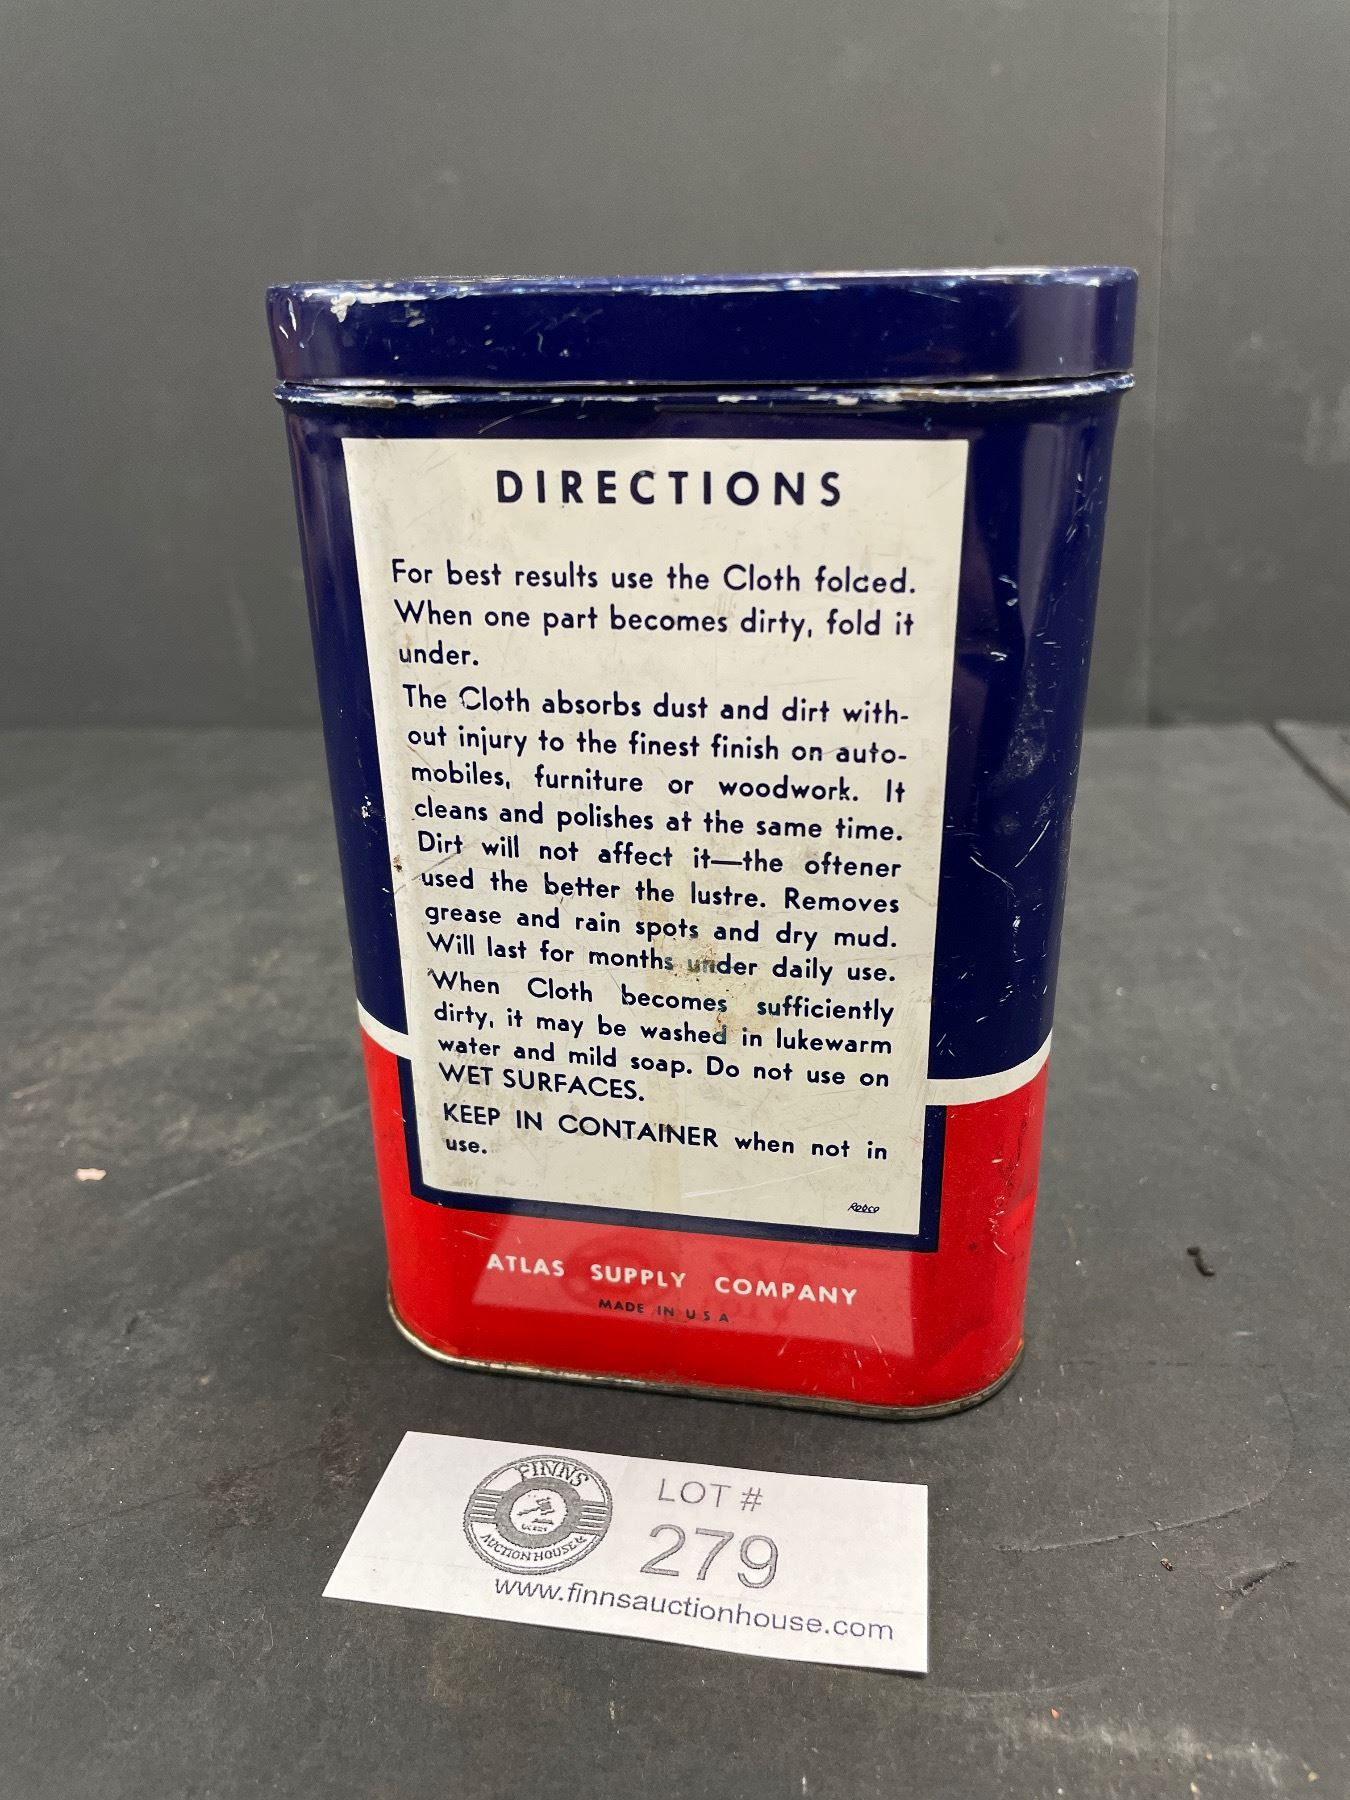 DIRECTIONS
For best results use the Cloth folded.
When one part becomes dirty, fold it
under.
The Cloth absorbs dust and dirt with-
out injury to the finest finish on auto-
mobiles, furniture or woodwork. It
cleans and polishes at the same time.
Dirt will not affect it—the oftener
used the better the lustre. Removes
grease and rain spots and dry mud.
Will last for months under daily use.
When Cloth becomes sufficiently
dirty, it may be washed in lukewarm
water and mild soap. Do not use on
WET SURFACES.
KEEP IN CONTAINER when not in
use.
ATLAS SUPPLY COMPANY
MADE IN U S A
FINNS
AUCTION HOUSE
LOT #
279
www.finnsauctionhouse.com